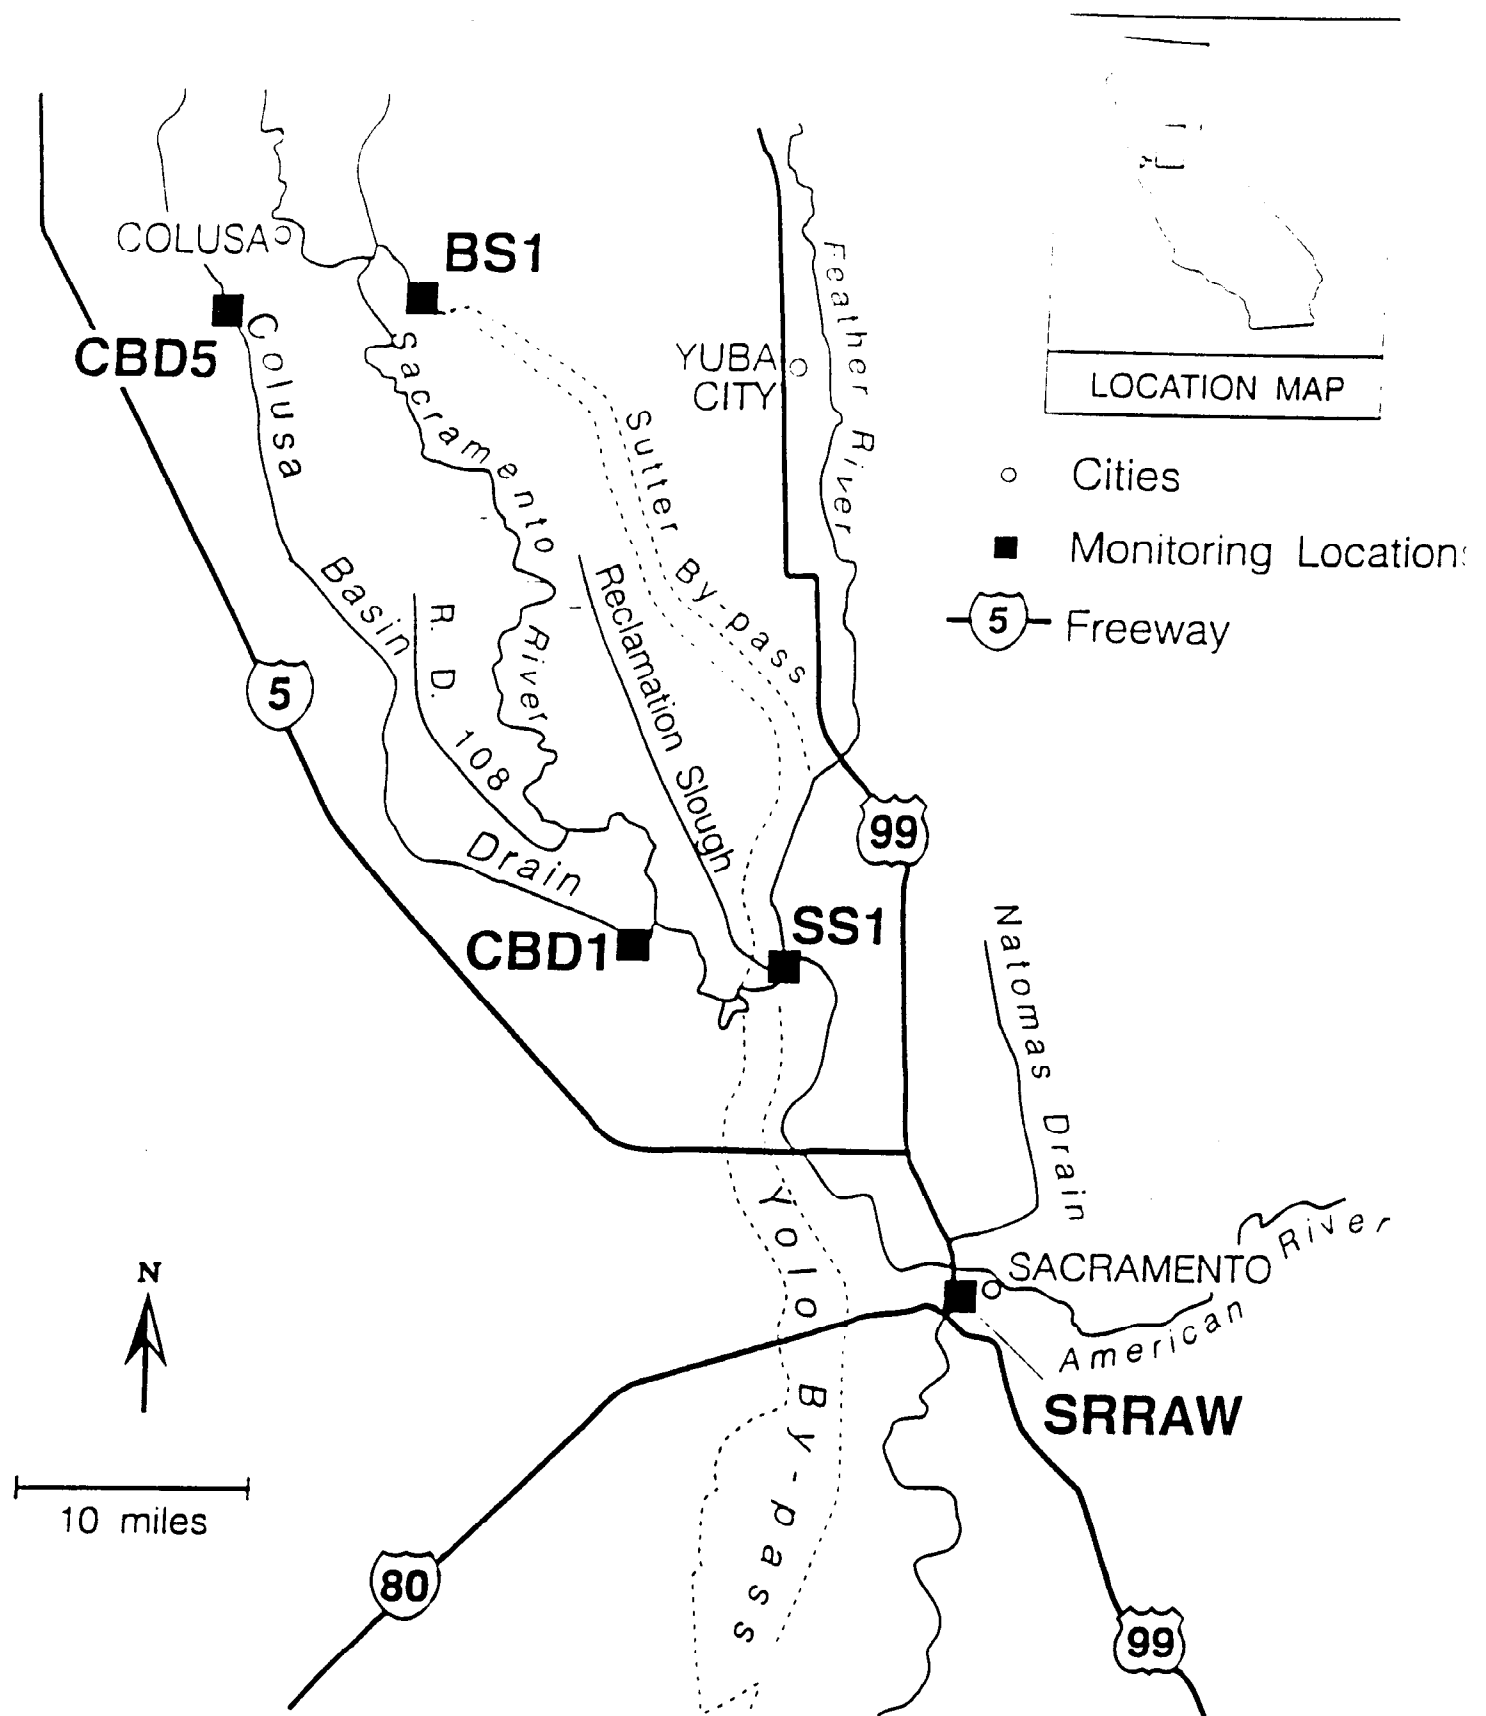 COLUSA
BS1
CBD5
Colusa
Basin
Drain
Sacramento
River
Sutter By-pass
YUBA
CITY
Feather River
LOCATION MAP
Cities
Monitoring Locations
5 Freeway
R. D. 108
Reclamation Slough
5
99
CBD1
SS1
Natomas Drain
Yolo By-pass
N
SACRAMENTO
American River
SRRAW
10 miles
80
99